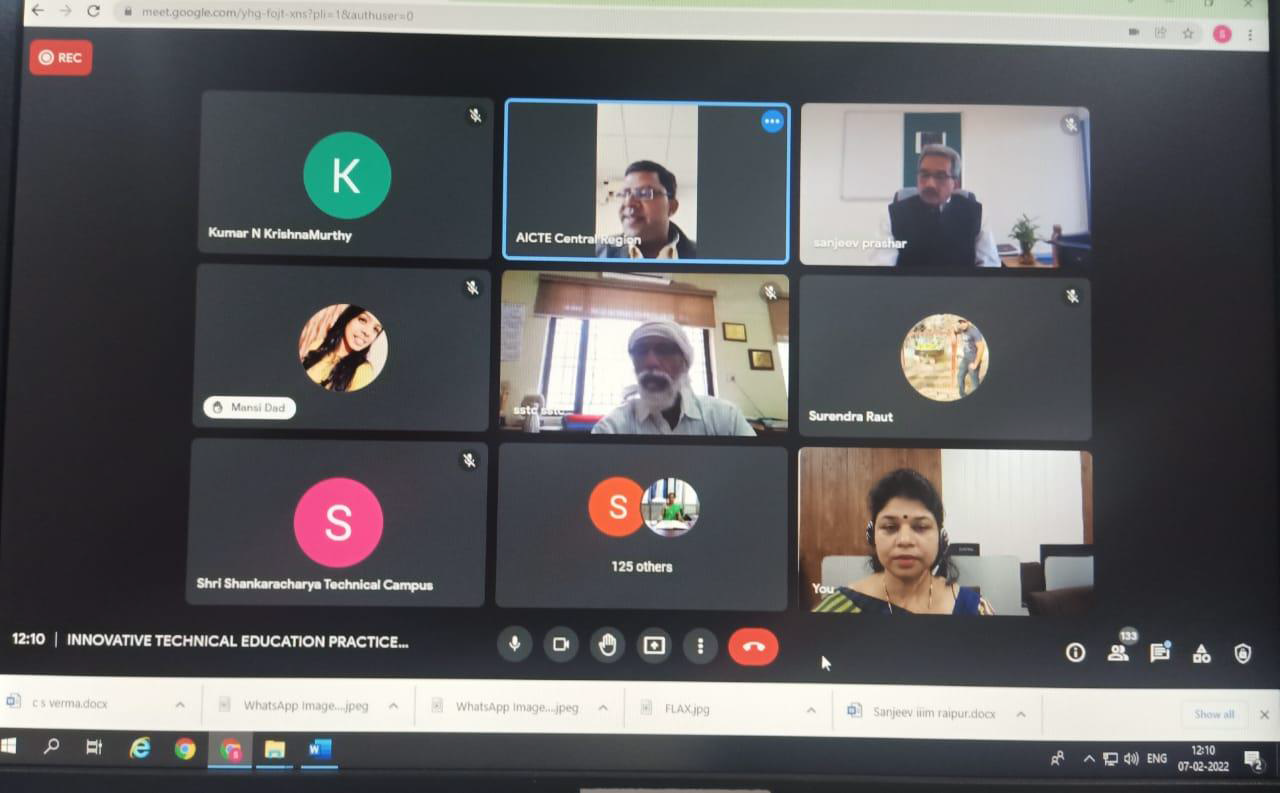 meet.google.com/yhg-fojt-xns?pli=1&authuser=0
S
REC
K
Kumar N KrishnaMurthy
AICTE Central Region
sanjeev prashar
Mansi Dad
sstc sstc
Surendra Raut
S
Shri Shankaracharya Technical Campus
S
125 others
You
12:10 | INNOVATIVE TECHNICAL EDUCATION PRACTICE...
133
c s verma.docx
WhatsApp Image....jpeg
WhatsApp Image....jpeg
FLAX.jpg
Sanjeev iiim raipur.docx
Show all
ENG
12:10
07-02-2022
2